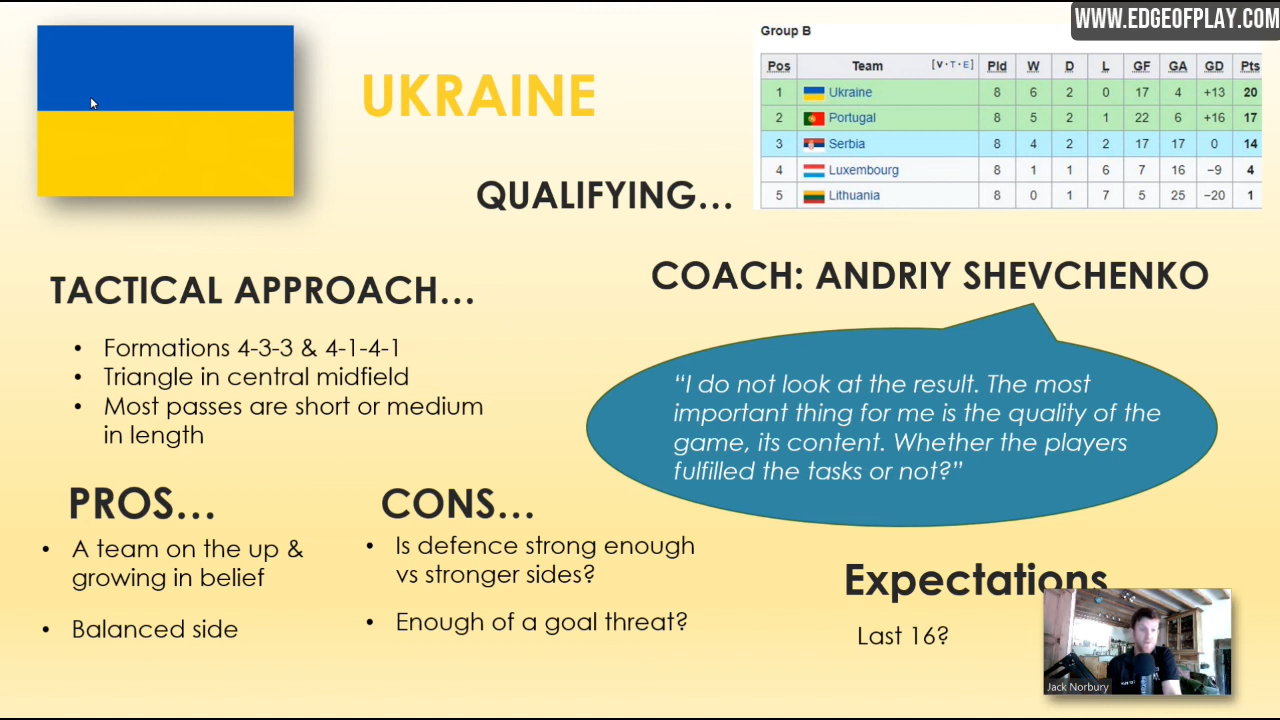 WWW.EDGEOFPLAY.COM
UKRAINE
QUALIFYING...
Group B
Pos Team [V·T·E] Pld W D L GF GA GD Pts
1 Ukraine 8 6 2 0 17 4 +13 20
2 Portugal 8 5 2 1 22 6 +16 17
3 Serbia 8 4 2 2 17 17 0 14
4 Luxembourg 8 1 1 6 7 16 −9 4
5 Lithuania 8 0 1 7 5 25 −20 1
TACTICAL APPROACH...
• Formations 4-3-3 & 4-1-4-1
• Triangle in central midfield
• Most passes are short or medium
in length
COACH: ANDRIY SHEVCHENKO
“I do not look at the result. The most
important thing for me is the quality of the
game, its content. Whether the players
fulfilled the tasks or not?”
PROS...
• A team on the up &
growing in belief
• Balanced side
CONS...
• Is defence strong enough
vs stronger sides?
• Enough of a goal threat?
Expectations
Last 16?
Jack Norbury